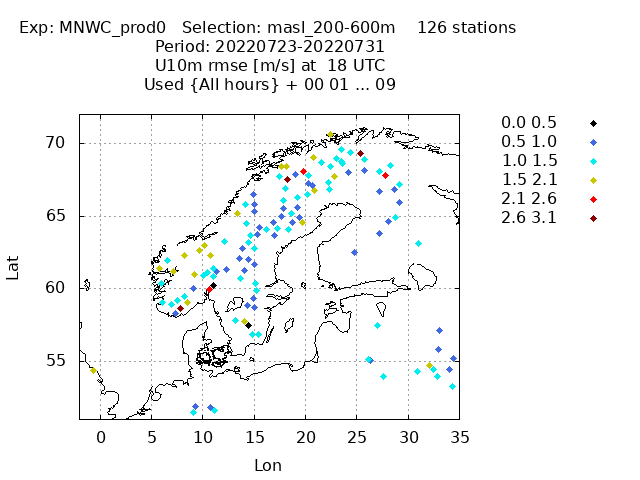 Exp: MNWC_prod0 Selection: masl_200-600m 126 stations
Period: 20220723-20220731
U10m rmse [m/s] at 18 UTC
Used {All hours} + 00 01 ... 09
0.0 0.5
0.5 1.0
1.0 1.5
1.5 2.1
2.1 2.6
2.6 3.1
70
65
60
55
Lat
0 5 10 15 20 25 30 35
Lon